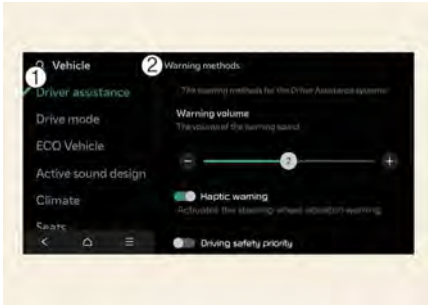 Vehicle
1
Driver assistance
Drive mode
ECO Vehicle
Active sound design
Climate
Seats
2
Warning methods
The warning methods for the Driver Assistance systems
Warning volume
The volume of the warning sound
2
Haptic warning
Activates the steering wheel vibration warning
Driving safety priority